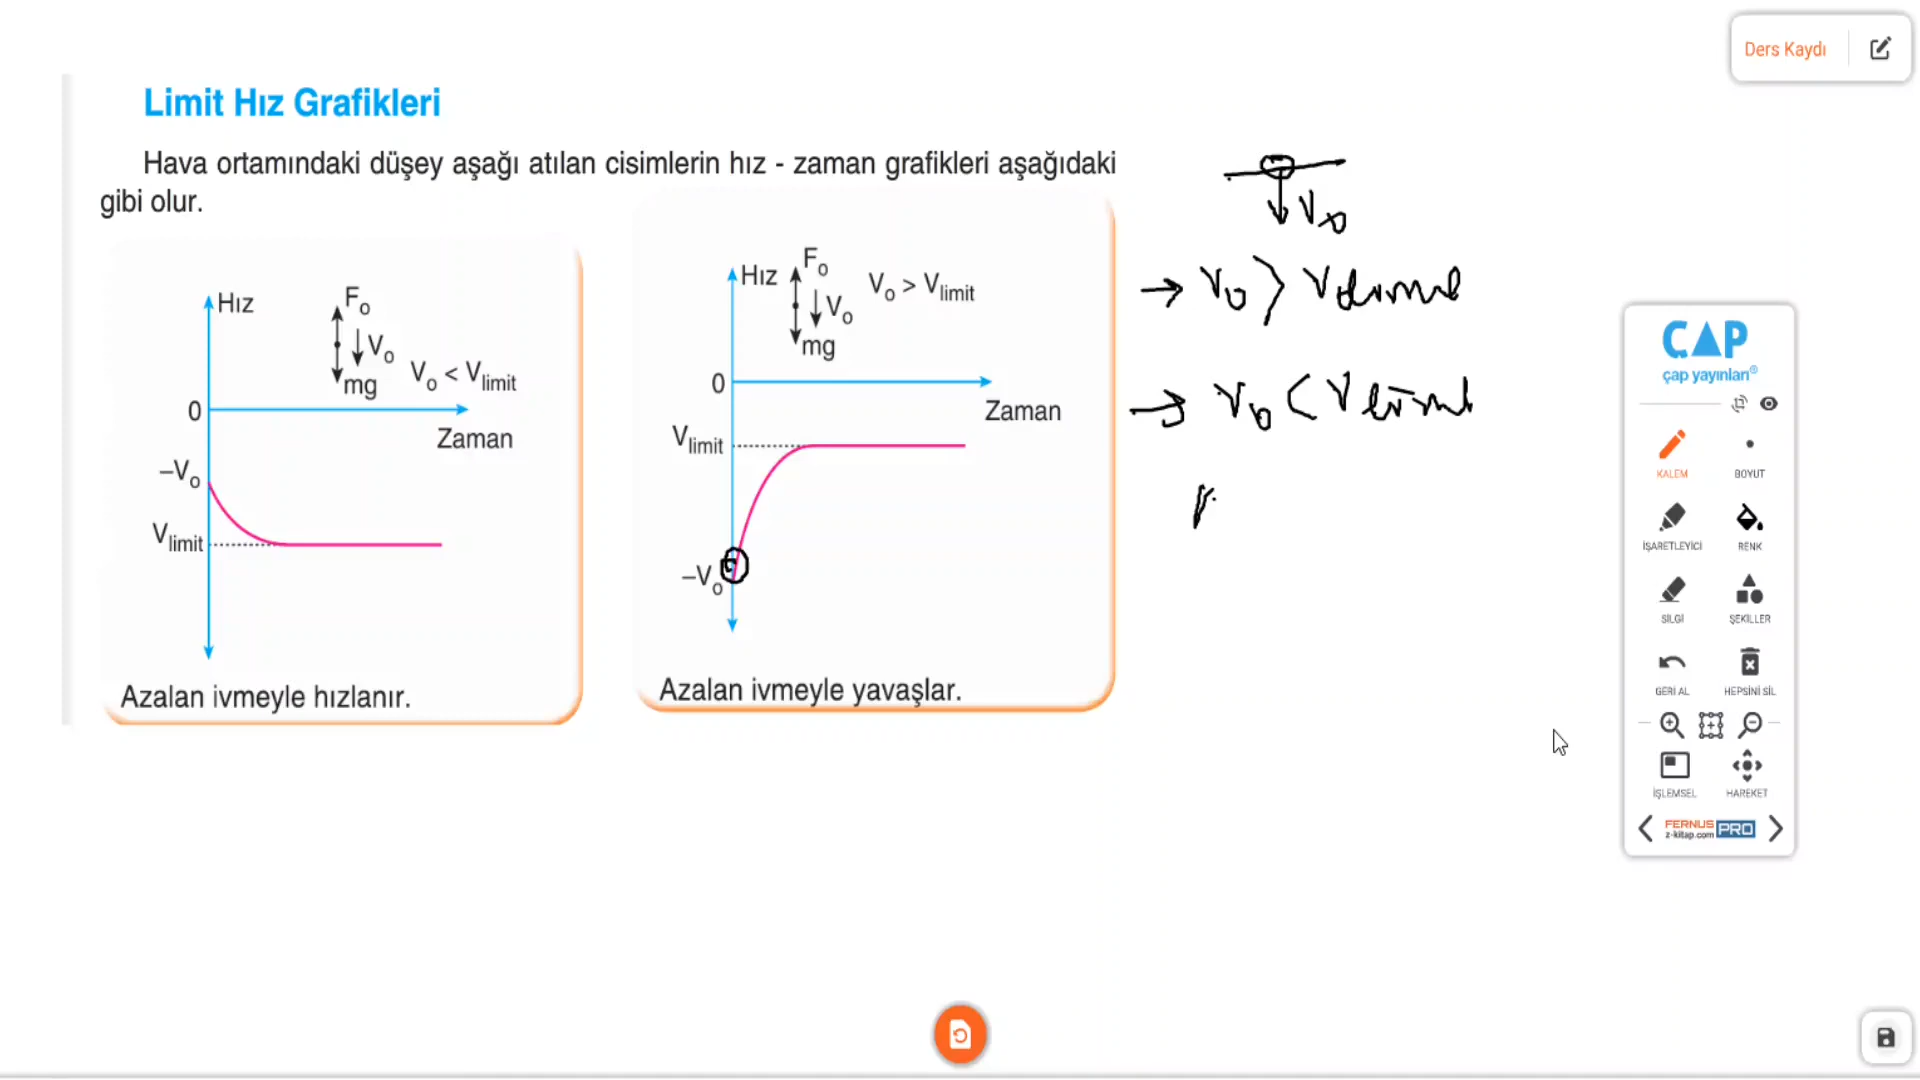 Ders Kaydı
Limit Hız Grafikleri
Hava ortamındaki düşey aşağı atılan cisimlerin hız - zaman grafikleri aşağıdaki
gibi olur.
Hız
Fo
Vo
mg
Vo < Vlimit
0
Zaman
–Vo
Vlimit
Azalan ivmeyle hızlanır.
Hız
Fo
Vo
mg
Vo > Vlimit
0
Zaman
Vlimit
–Vo
Azalan ivmeyle yavaşlar.
Vo
→ Vo >
→ Vo <
ÇAP
çap yayınları®
KALEM
BOYUT
İŞARETLEYİCİ
RENK
SİLGİ
ŞEKİLLER
GERİ AL
HEPSİNİ SİL
İŞLEMSEL
HAREKET
FERNUS
z-kitap.com
PRO